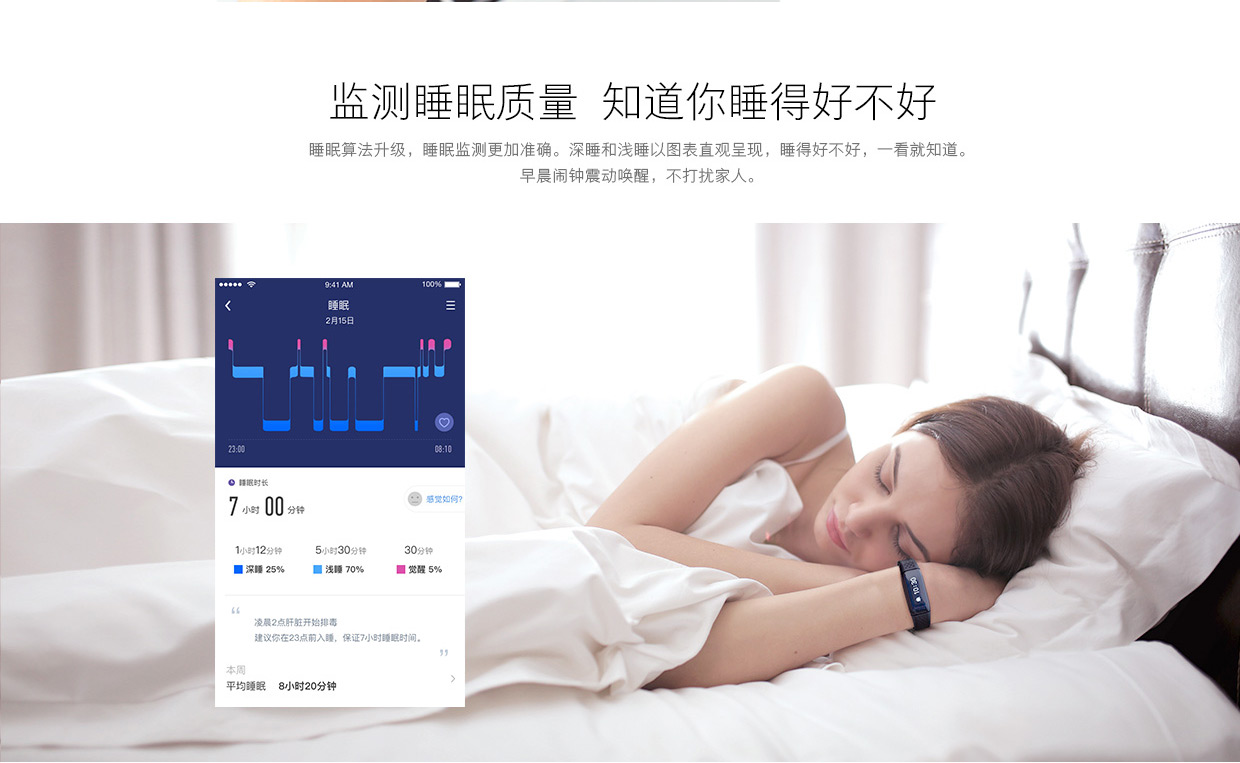 监测睡眠质量 知道你睡得好不好
睡眠算法升级，睡眠监测更加准确。深睡和浅睡以图表直观呈现，睡得好不好，一看就知道。
早晨闹钟震动唤醒，不打扰家人。
9:41 AM 100%
睡眠
2月15日
23:00 08:10
睡眠时长
7 小时 00 分钟
感觉如何?
1小时12分钟 5小时30分钟 30分钟
深睡 25% 浅睡 70% 觉醒 5%
“
凌晨2点肝脏开始排毒
建议你在23点前入睡，保证7小时睡眠时间。
”
本周
平均睡眠 8小时20分钟
10:30